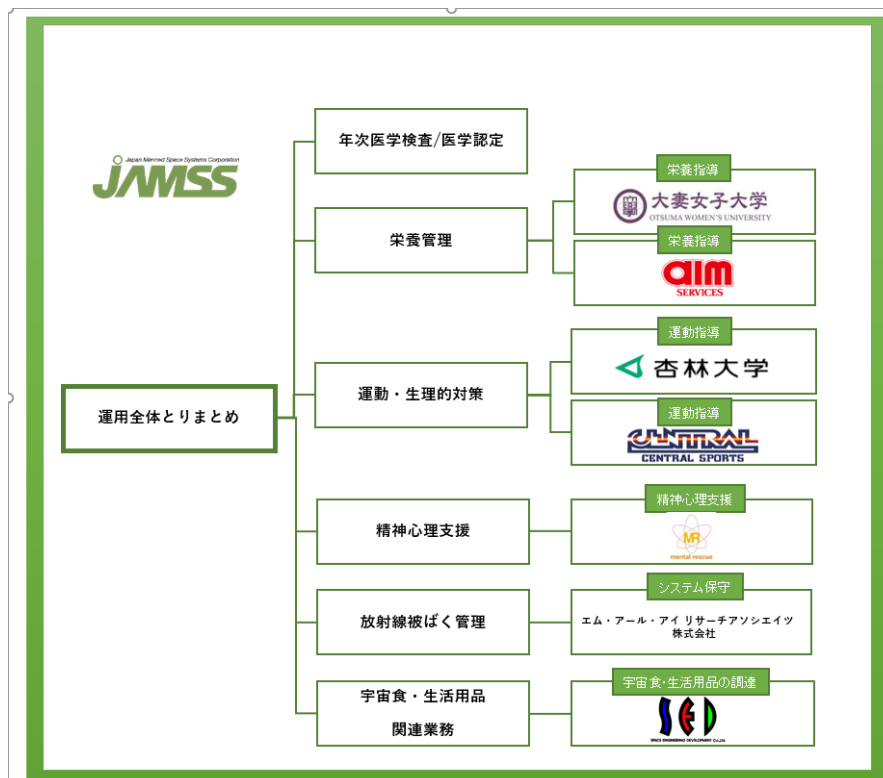 Japan Manned Space Systems Corporation
JAMSS
運用全体とりまとめ
年次医学検査/医学認定
栄養管理
栄養指導
大妻女子大学
OTSUMA WOMEN'S UNIVERSITY
栄養指導
aim
SERVICES
運動・生理的対策
運動指導
杏林大学
運動指導
CENTRAL
CENTRAL SPORTS
精神心理支援
精神心理支援
MR
mental rescue
放射線被ばく管理
システム保守
エム・アール・アイ リサーチアソシエイツ
株式会社
宇宙食・生活用品
関連業務
宇宙食・生活用品の調達
SED
SPACE ENGINEERING DEVELOPMENT Co.,Ltd.